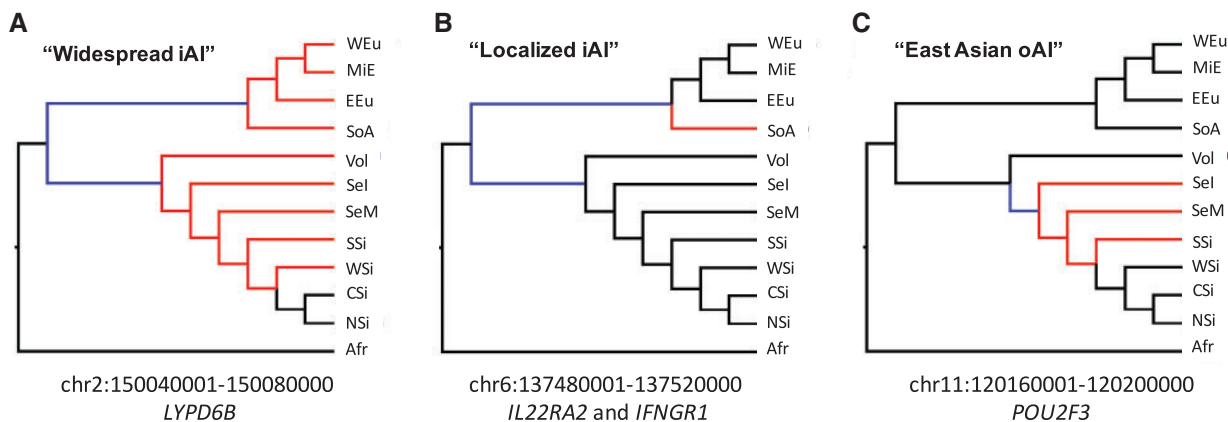 A
“Widespread iAI”
WEu
MiE
EEu
SoA
Vol
SeI
SeM
SSi
WSi
CSi
NSi
Afr
chr2:150040001-150080000
LYPD6B
B
“Localized iAI”
WEu
MiE
EEu
SoA
Vol
SeI
SeM
SSi
WSi
CSi
NSi
Afr
chr6:137480001-137520000
IL22RA2 and IFNGR1
C
“East Asian oAI”
WEu
MiE
EEu
SoA
Vol
SeI
SeM
SSi
WSi
CSi
NSi
Afr
chr11:120160001-120200000
POU2F3